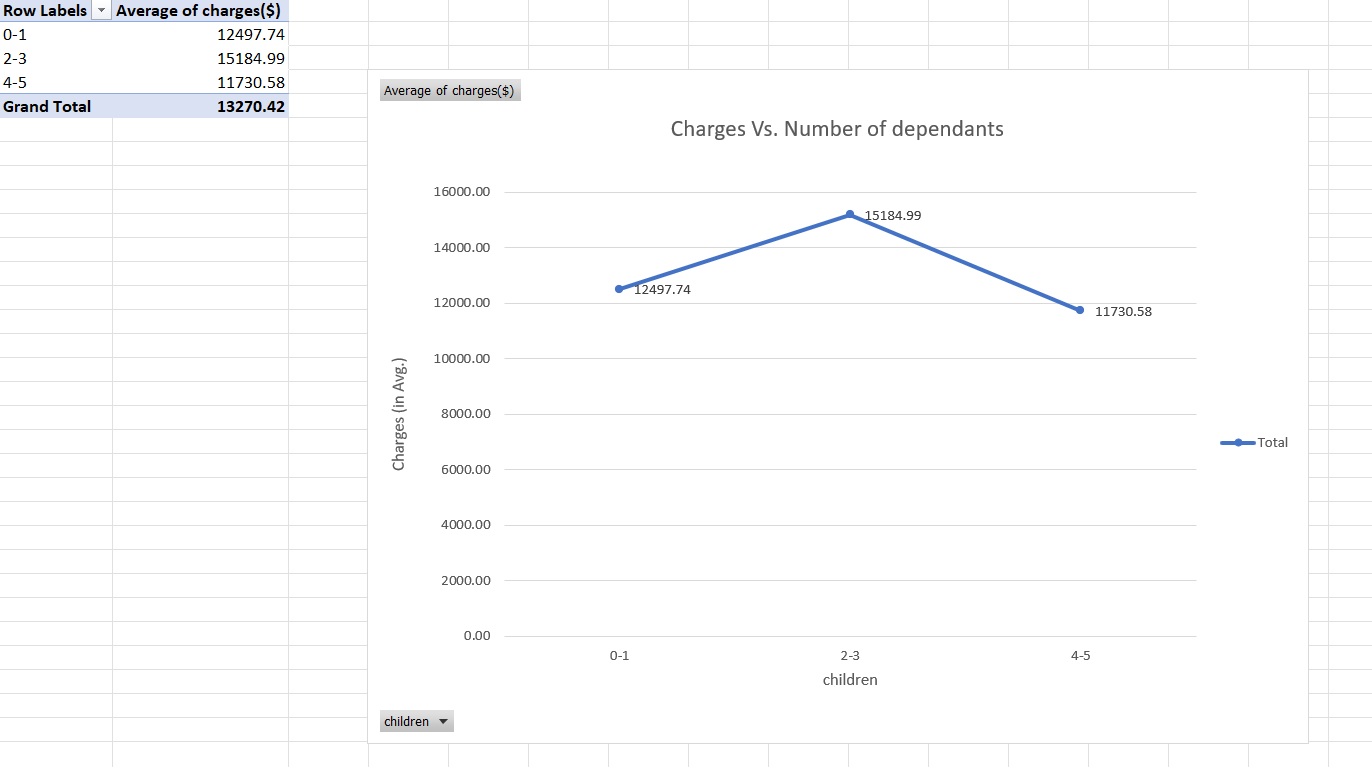 Row Labels Average of charges($)
0-1 12497.74
2-3 15184.99
4-5 11730.58
Grand Total 13270.42
Average of charges($)
Charges Vs. Number of dependants
16000.00
14000.00
12000.00
10000.00
8000.00
6000.00
4000.00
2000.00
0.00
Charges (in Avg.)
12497.74
15184.99
11730.58
Total
0-1 2-3 4-5
children
children